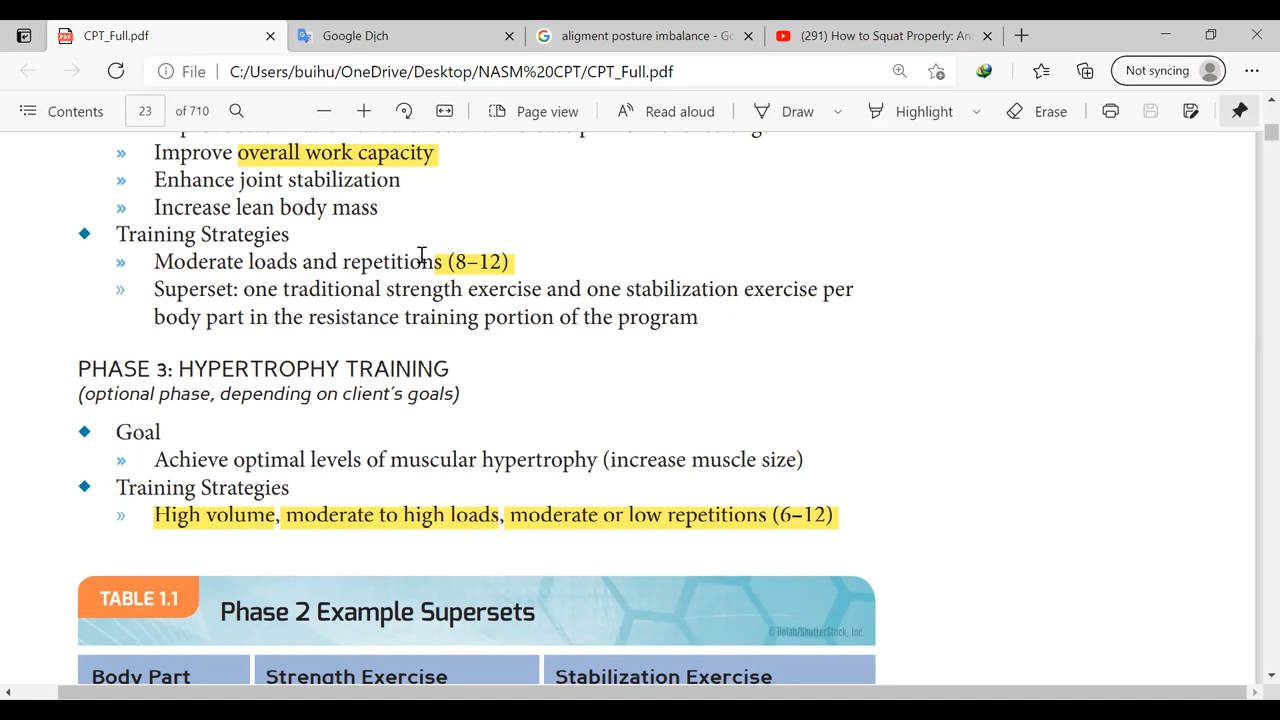 CPT_Full.pdf
Google Dịch
aligment posture imbalance - Go
(291) How to Squat Properly: An
File
C:/Users/buihu/OneDrive/Desktop/NASM%20CPT/CPT_Full.pdf
Not syncing
Contents
23
of 710
Page view
Read aloud
Draw
Highlight
Erase
» Improve overall work capacity
» Enhance joint stabilization
» Increase lean body mass
Training Strategies
» Moderate loads and repetitions (8–12)
» Superset: one traditional strength exercise and one stabilization exercise per
body part in the resistance training portion of the program
PHASE 3: HYPERTROPHY TRAINING
(optional phase, depending on client's goals)
Goal
» Achieve optimal levels of muscular hypertrophy (increase muscle size)
Training Strategies
» High volume, moderate to high loads, moderate or low repetitions (6–12)
TABLE 1.1
Phase 2 Example Supersets
© ilolab/ShutterStock, Inc.
Body Part
Strength Exercise
Stabilization Exercise